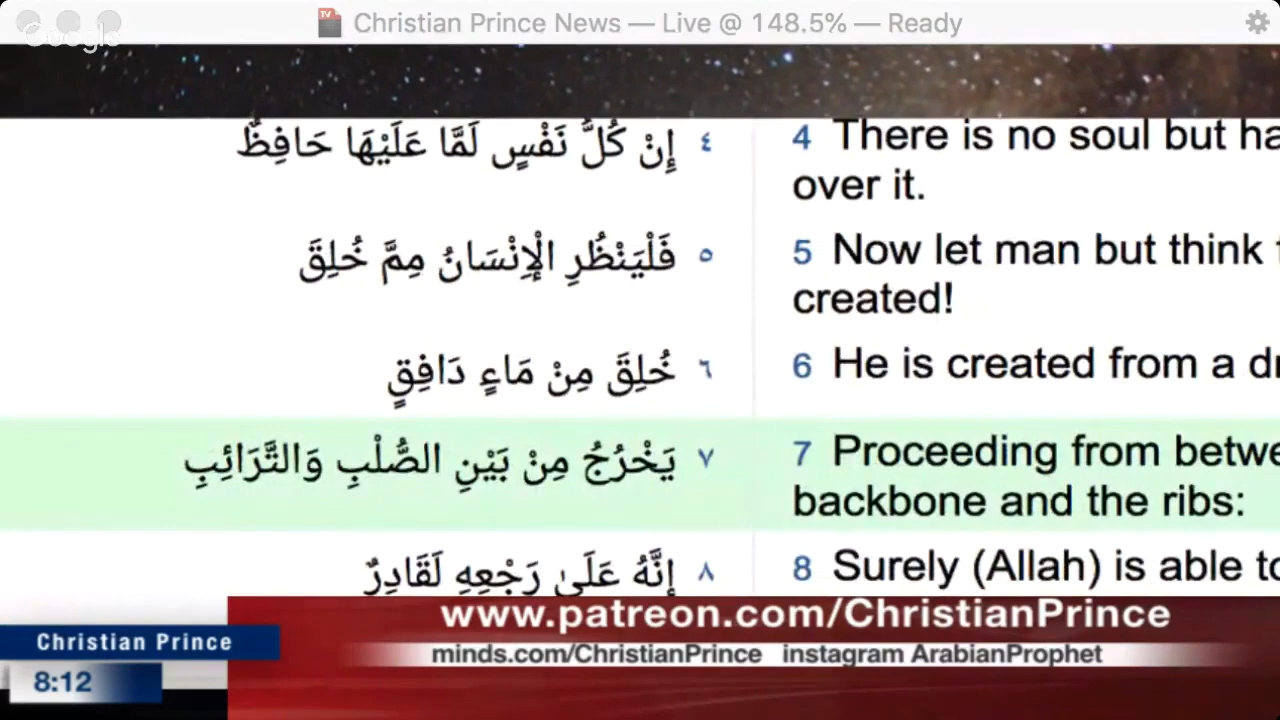 Christian Prince News — Live @ 148.5% — Ready
إِنْ كُلُّ نَفْسٍ لَمَّا عَلَيْهَا حَافِظٌ ٤
4 There is no soul but ha
over it.
فَلْيَنْظُرِ الْإِنْسَانُ مِمَّ خُلِقَ ٥
5 Now let man but think
created!
خُلِقَ مِنْ مَاءٍ دَافِقٍ ٦
6 He is created from a
يَخْرُجُ مِنْ بَيْنِ الصُّلْبِ وَالتَّرَائِبِ ٧
7 Proceeding from betwe
backbone and the ribs:
إِنَّهُ عَلَىٰ رَجْعِهِ لَقَادِرٌ ٨
8 Surely (Allah) is able to
www.patreon.com/ChristianPrince
Christian Prince
minds.com/ChristianPrince instagram ArabianProphet
8:12